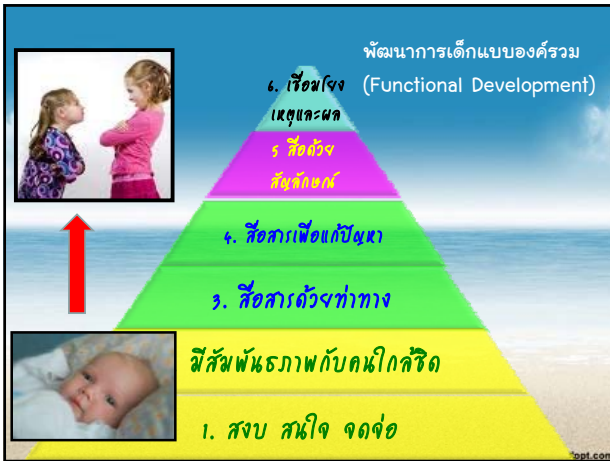 พัฒนาการเด็กแบบองค์รวม
(Functional Development)
6. เชื่อมโยง
เหตุและผล
5 สื่อด้วย
สัญลักษณ์
4. สื่อสารเพื่อแก้ปัญหา
3. สื่อสารด้วยท่าทาง
มีสัมพันธภาพกับคนใกล้ชิด
1. สงบ สนใจ จดจ่อ
fppt.com